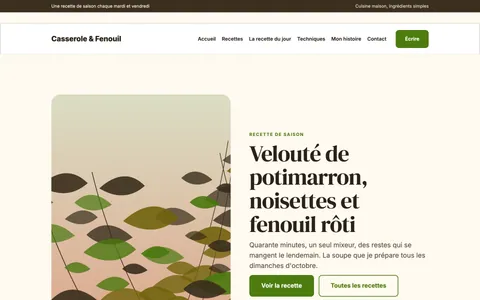 Une recette de saison chaque mardi et vendredi
Cuisine maison, ingrédients simples
Casserole & Fenouil
Accueil
Recettes
La recette du jour
Techniques
Mon histoire
Contact
Écrire
RECETTE DE SAISON
Velouté de
potimarron,
noisettes et
fenouil rôti
Quarante minutes, un seul mixeur, des restes qui se
mangent le lendemain. La soupe que je prépare tous les
dimanches d'octobre.
Voir la recette
Toutes les recettes